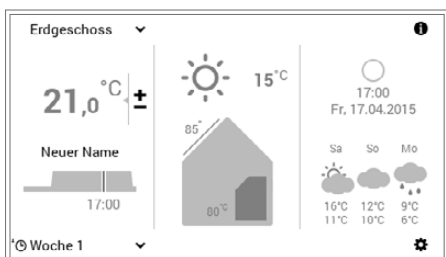 Erdgeschoss
21,0 °C ±
Neuer Name
17:00
Woche 1
15°C
85°
80°C
17:00
Fr, 17.04.2015
Sa So Mo
16°C 12°C 9°C
11°C 10°C 6°C